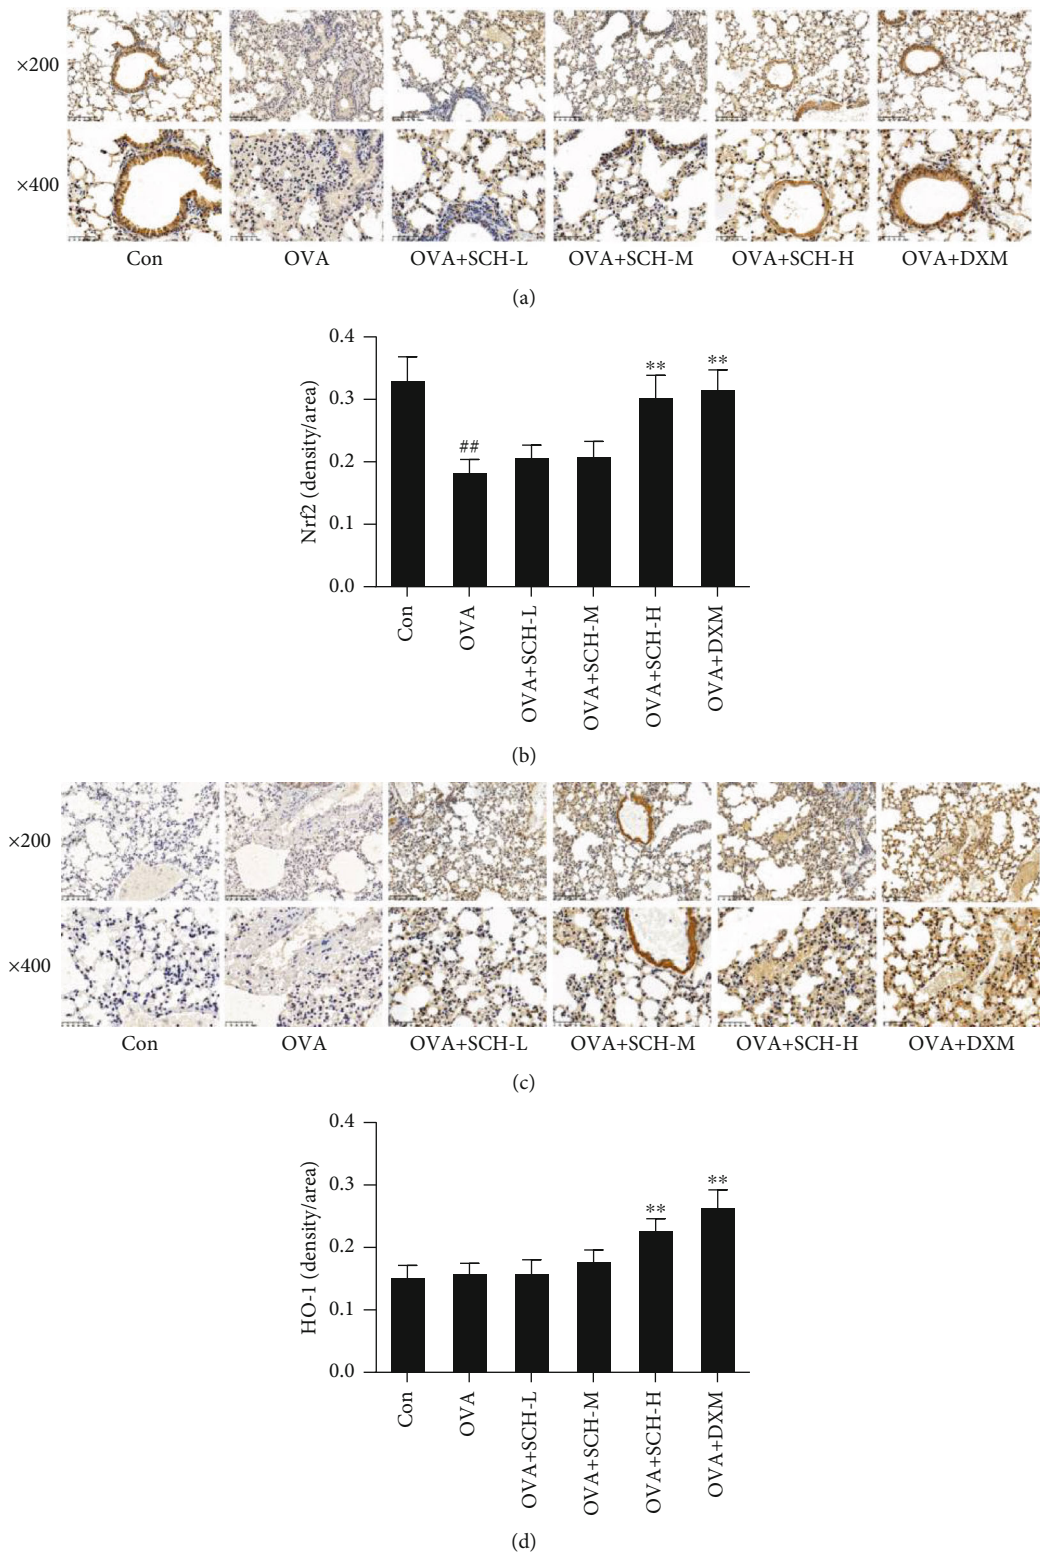 ×200
×400
Con OVA OVA+SCH-L OVA+SCH-M OVA+SCH-H OVA+DXM
(a)
Nrf2 (density/area)
0.4
0.3
0.2
0.1
0.0
##
**
**
Con
OVA
OVA+SCH-L
OVA+SCH-M
OVA+SCH-H
OVA+DXM
(b)
×200
×400
Con OVA OVA+SCH-L OVA+SCH-M OVA+SCH-H OVA+DXM
(c)
HO-1 (density/area)
0.4
0.3
0.2
0.1
0.0
**
**
Con
OVA
OVA+SCH-L
OVA+SCH-M
OVA+SCH-H
OVA+DXM
(d)